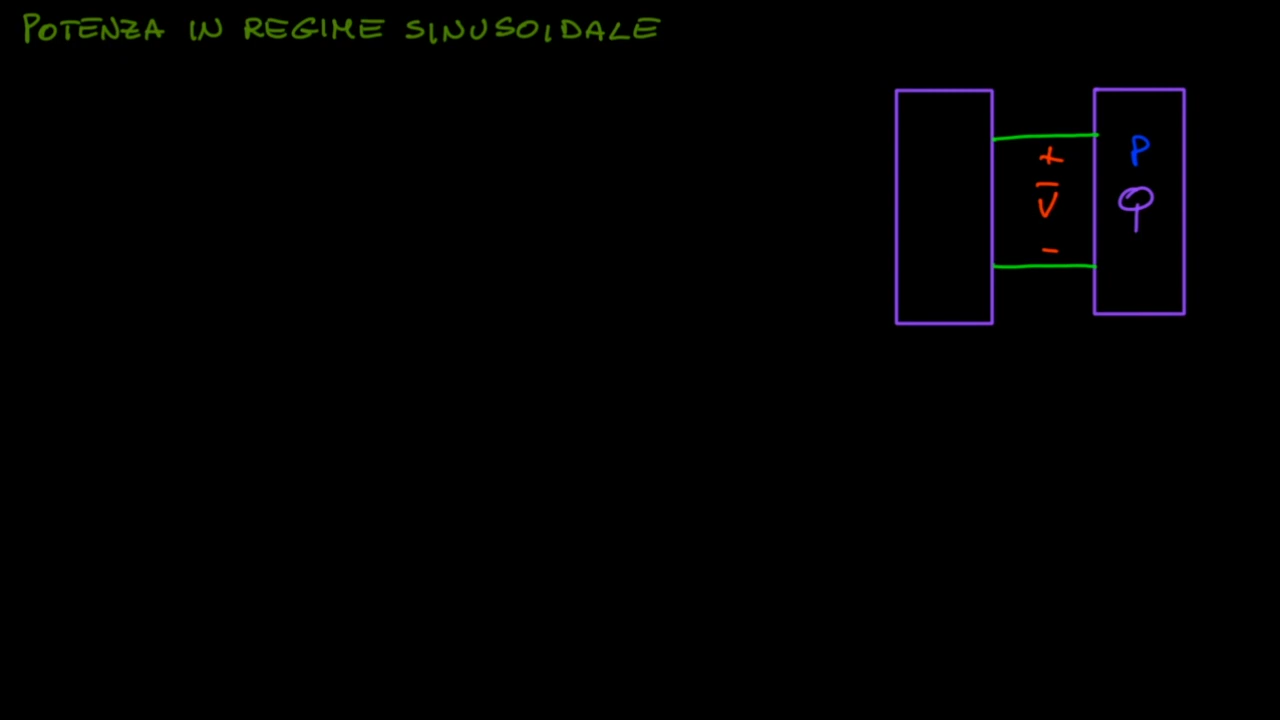 POTENZA IN REGIME SINUSOIDALE
+
P
V̅
Q
-